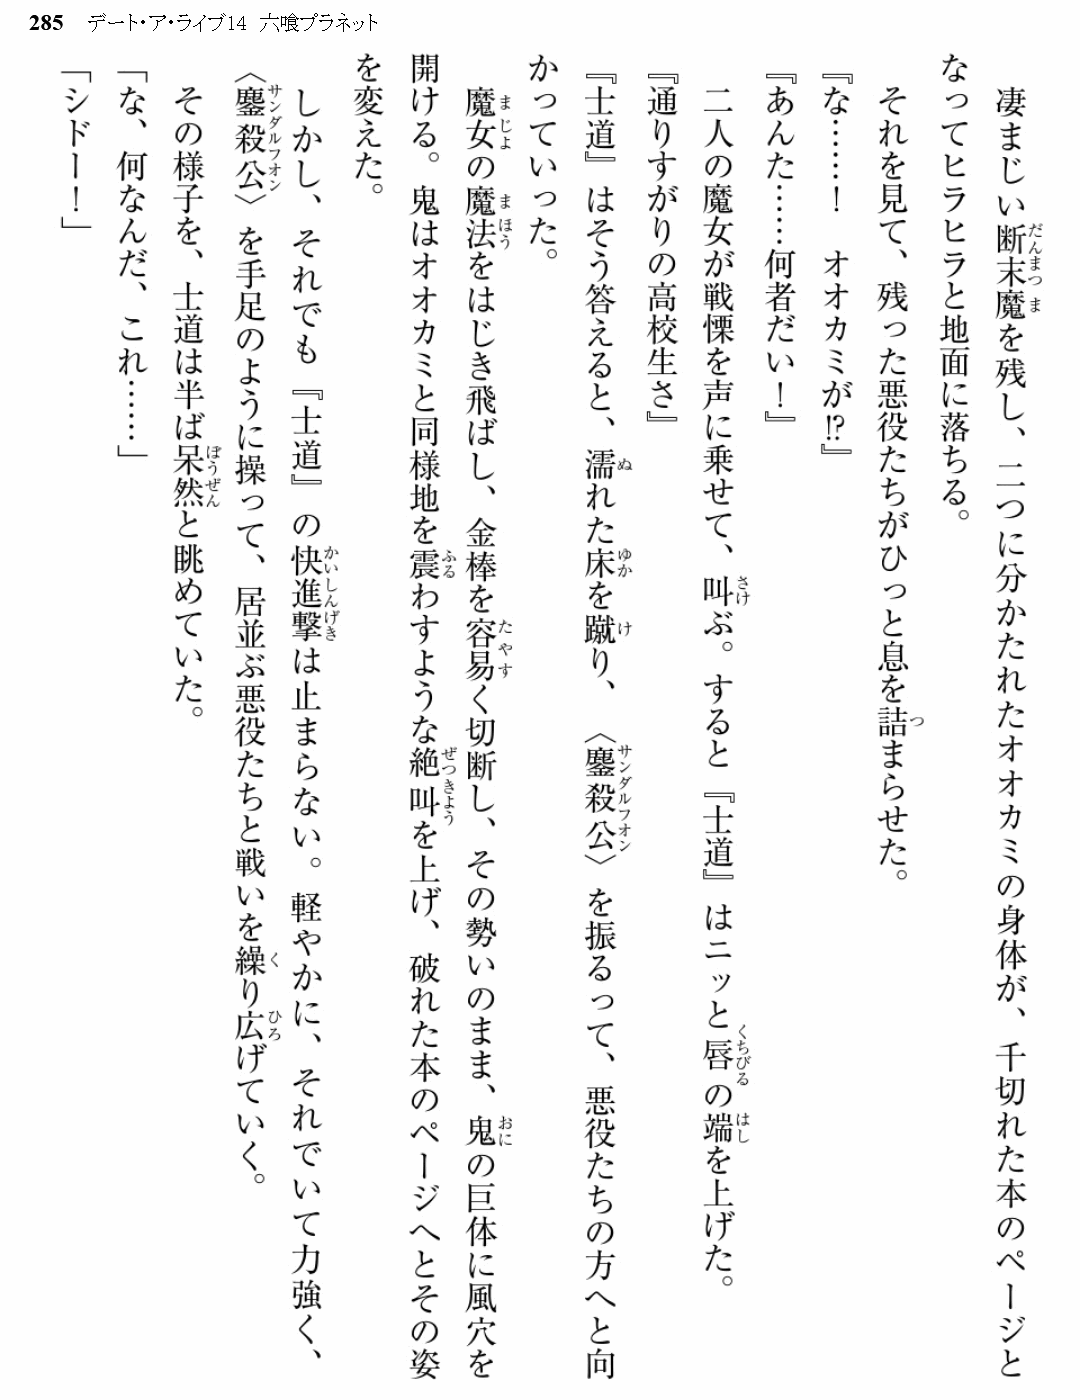 285 デート・ア・ライブ14 六喰プラネット
凄まじい断末魔を残し、二つに分かたれたオオカミの身体が、千切れた本のページと
なってヒラヒラと地面に落ちる。
それを見て、残った悪役たちがひっと息を詰まらせた。
『な……！　オオカミが⁉』
『あんた……何者だい！』
二人の魔女が戦慄を声に乗せて、叫ぶ。すると『士道』はニッと唇の端を上げた。
『通りすがりの高校生さ』
『士道』はそう答えると、濡れた床を蹴り、〈鏖殺公〉を振るって、悪役たちの方へと向
かっていった。
魔女の魔法をはじき飛ばし、金棒を容易く切断し、その勢いのまま、鬼の巨体に風穴を
開ける。鬼はオオカミと同様地を震わすような絶叫を上げ、破れた本のページへとその姿
を変えた。
しかし、それでも『士道』の快進撃は止まらない。軽やかに、それでいて力強く、
〈鏖殺公〉を手足のように操って、居並ぶ悪役たちと戦いを繰り広げていく。
その様子を、士道は半ば呆然と眺めていた。
「な、何なんだ、これ……」
「シドー！」